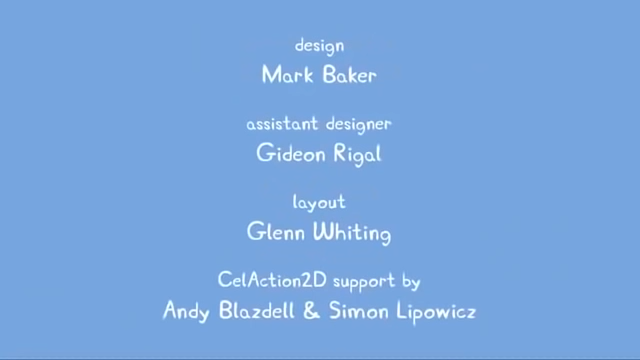 design
Mark Baker
assistant designer
Gideon Rigal
layout
Glenn Whiting
CelAction2D support by
Andy Blazdell & Simon Lipowicz